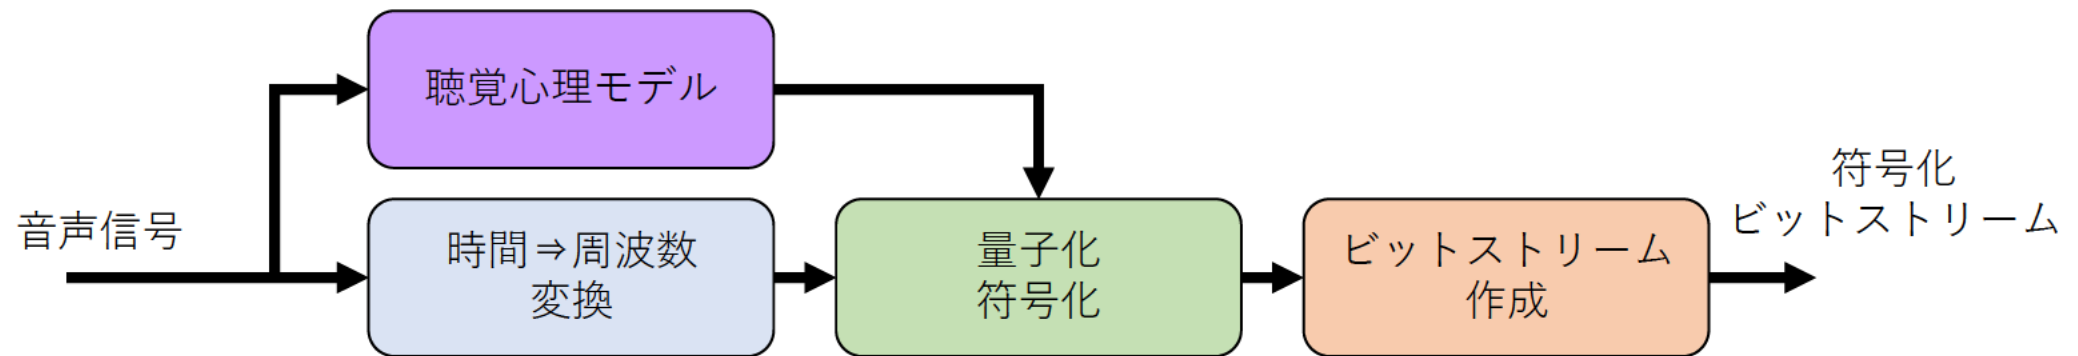 聴覚心理モデル
音声信号
時間⇒周波数
変換
量子化
符号化
ビットストリーム
作成
符号化
ビットストリーム